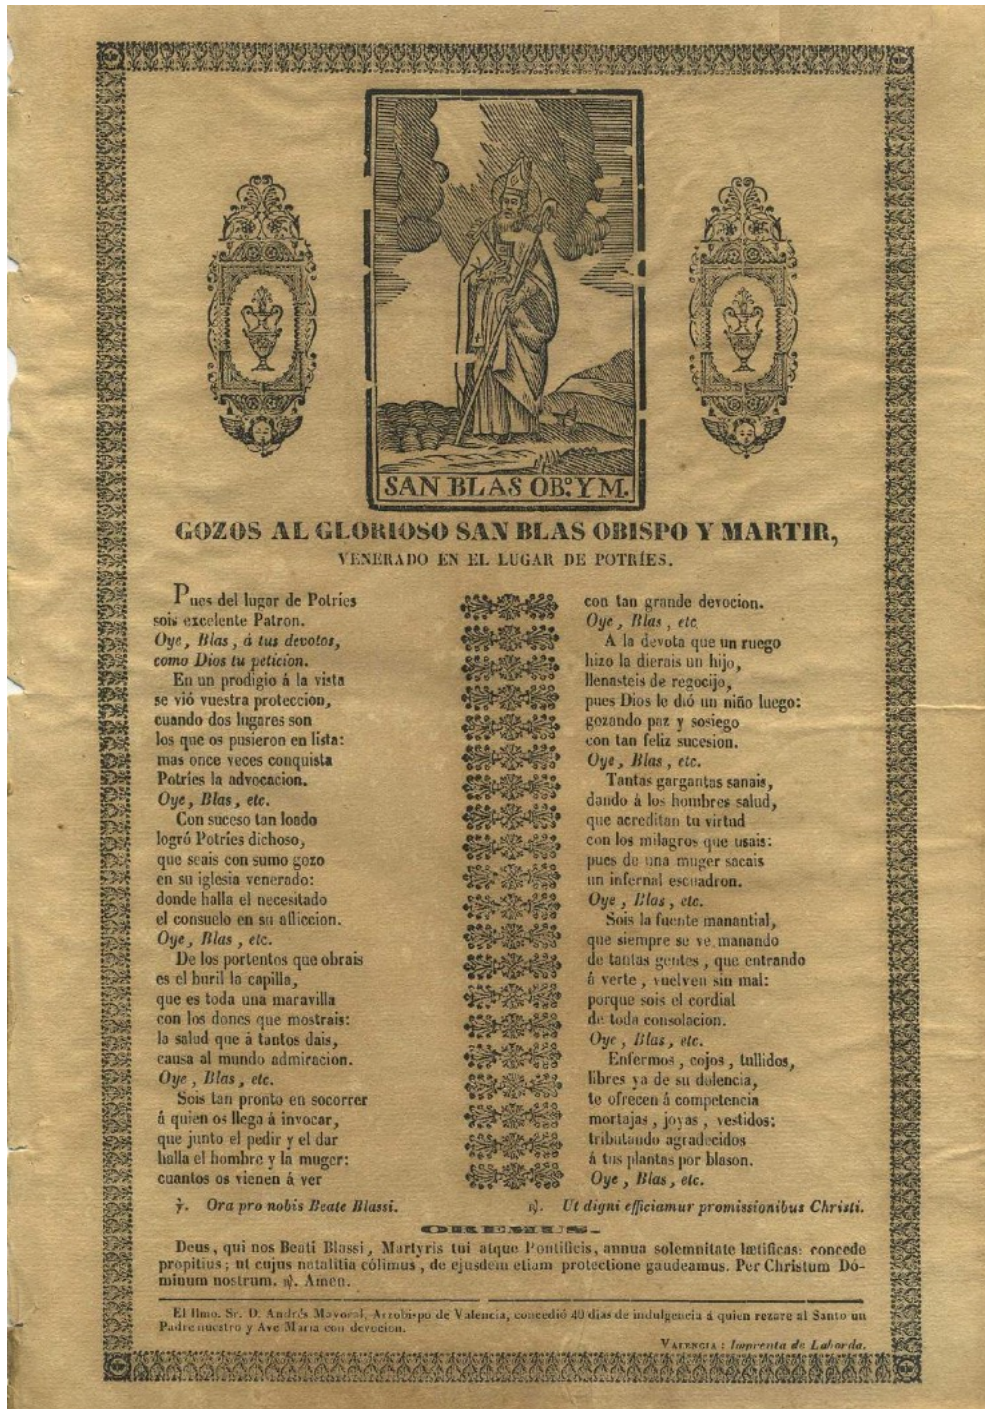 SAN BLAS OB.º Y M.
GOZOS AL GLORIOSO SAN BLAS OBISPO Y MARTIR,
VENERADO EN EL LUGAR DE POTRÍES.
Pues del lugar de Potríes
sois excelente Patron.
Oye, Blas, á tus devotos,
como Dios tu peticion.
En un prodigio á la vista
se vió vuestra proteccion,
cuando dos lugares son
los que os pusieron en lista:
mas once veces conquista
Potríes la advocacion.
Oye, Blas, etc.
Con suceso tan loado
logró Potríes dichoso,
que seais con sumo gozo
en su iglesia venerado:
donde halla el necesitado
el consuelo en su afliccion.
Oye, Blas, etc.
De los portentos que obrais
es el buril la capilla,
que es toda una maravilla
con los dones que mostrais:
la salud que á tantos dais,
causa al mundo admiracion.
Oye, Blas, etc.
Sois tan pronto en socorrer
á quien os llega á invocar,
que junto el pedir y el dar
halla el hombre y la muger:
cuantos os vienen á ver
con tan grande devocion.
Oye, Blas, etc.
A la devota que un ruego
hizo la dierais un hijo,
llenasteis de regocijo,
pues Dios le dió un niño luego:
gozando paz y sosiego
con tan feliz sucesion.
Oye, Blas, etc.
Tantas gargantas sanais,
dando á los hombres salud,
que acreditan tu virtud
con los milagros que usais:
pues de una muger sacais
un infernal escuadron.
Oye, Blas, etc.
Sois la fuente manantial,
que siempre se ve manando
de tantas gentes, que entrando
á verte, vuelven sin mal:
porque sois el cordial
de toda consolacion.
Oye, Blas, etc.
Enfermos, cojos, tullidos,
libres ya de su dolencia,
te ofrecen á competencia
mortajas, joyas, vestidos:
tributando agradecidos
á tus plantas por blason.
Oye, Blas, etc.
℣. Ora pro nobis Beate Blassi. ℟. Ut digni efficiamur promissionibus Christi.
OREMUS.
Deus, qui nos Beati Blassi, Martyris tui atque Pontificis, annua solemnitate lætificas: concede
propitius; ut cujus natalitia cólimus, de ejusdem etiam protectione gaudeamus. Per Christum Dó-
minum nostrum. ℟. Amen.
El Ilmo. Sr. D. Andrés Mayoral, Arzobispo de Valencia, concedió 40 dias de indulgencia á quien rezare al Santo un
Padre nuestro y Ave Maria con devocion.
VALENCIA: Imprenta de Laborda.